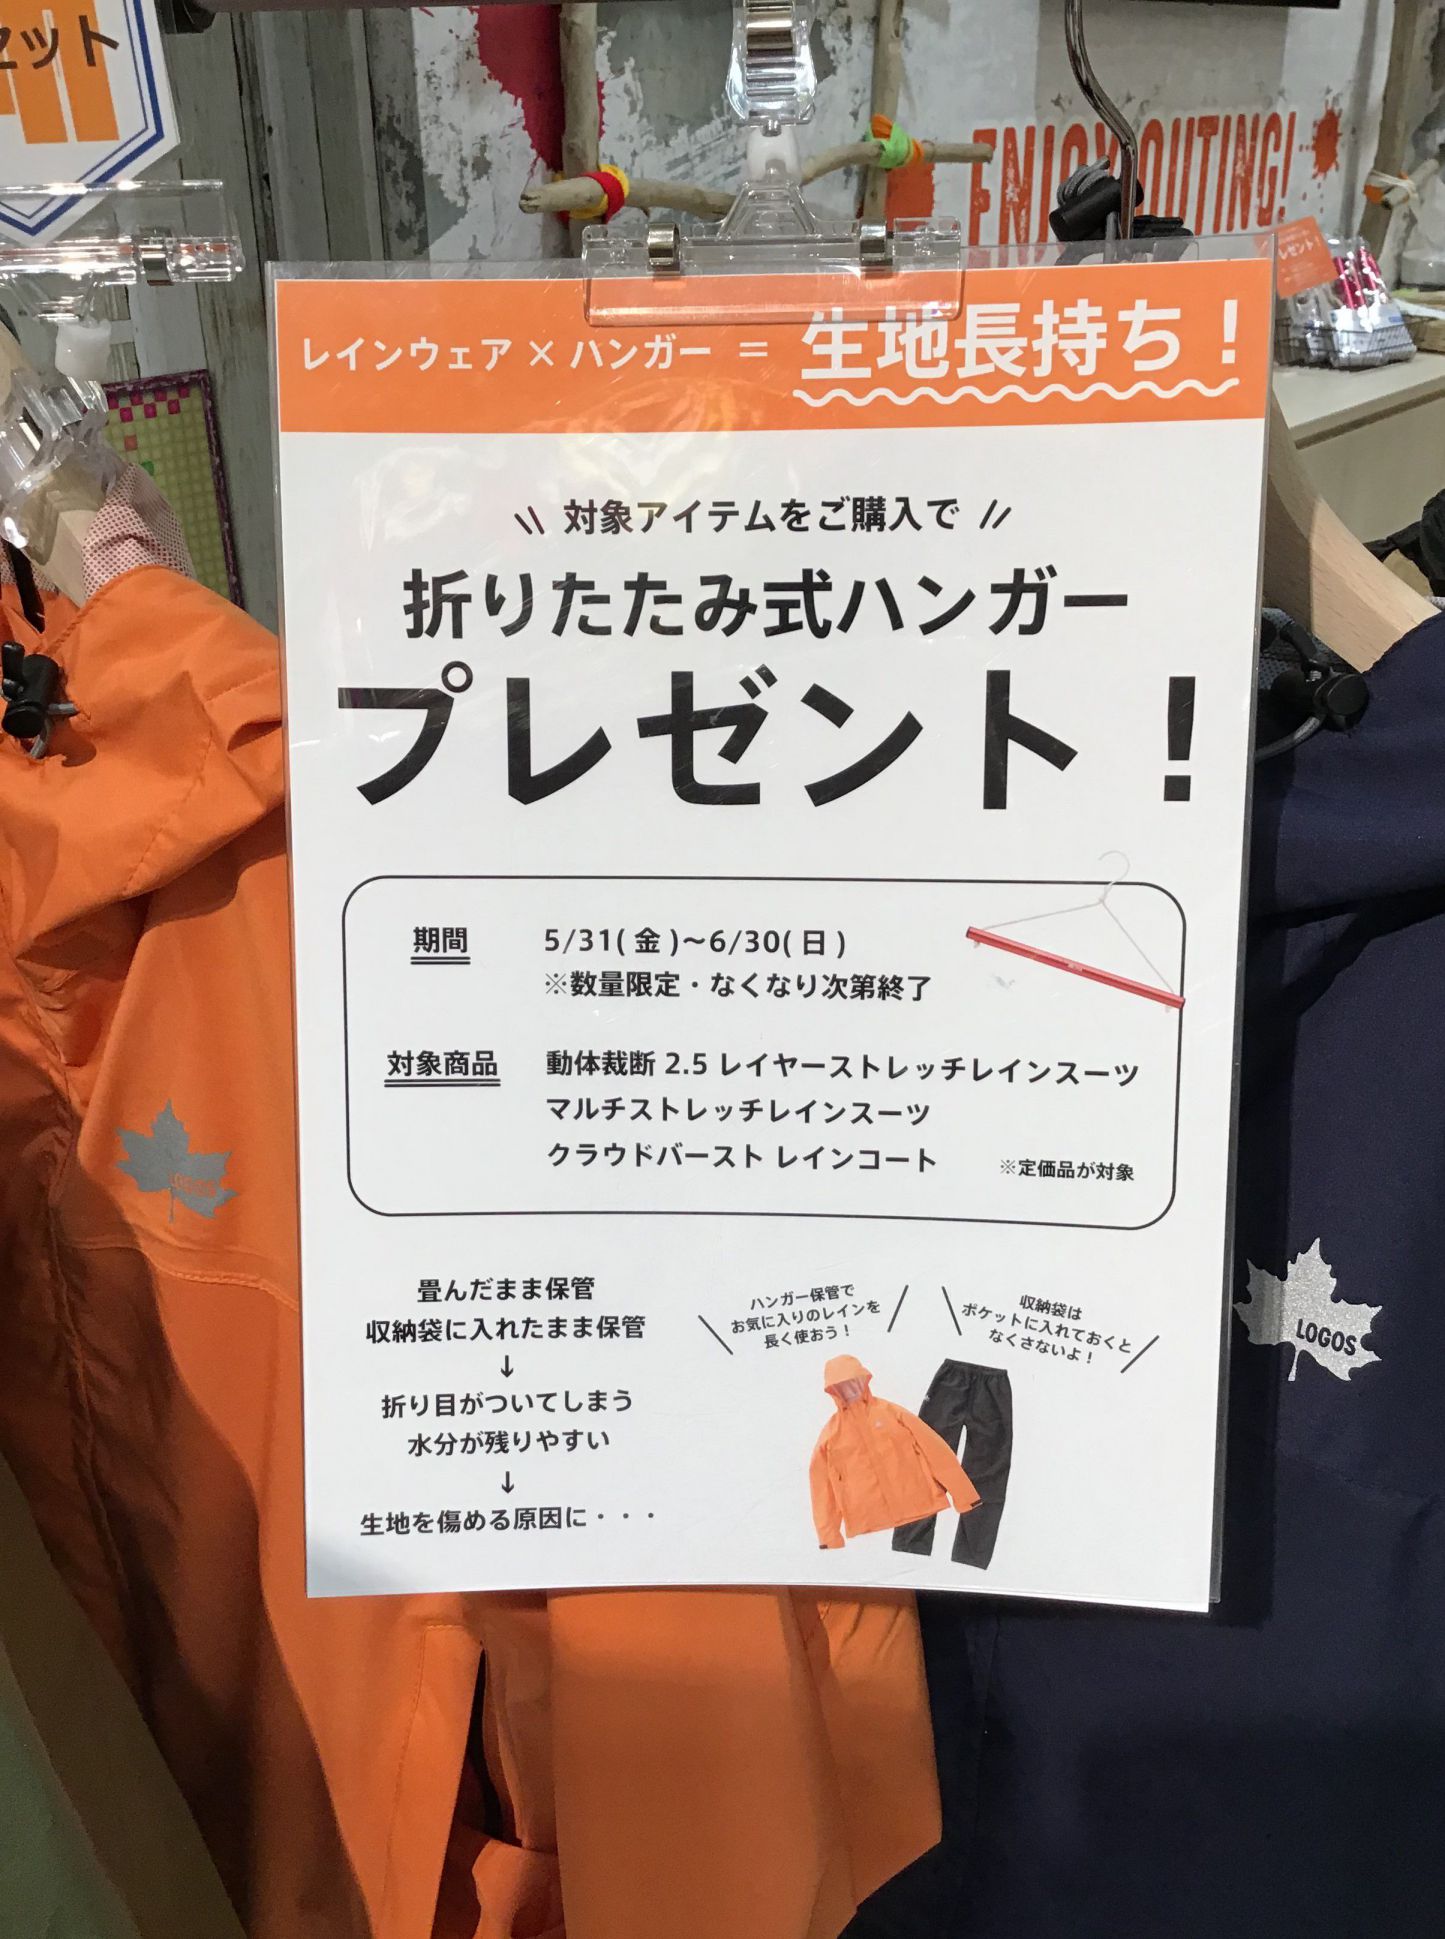 セット
ENJOY OUTING!
レゼント!
レインウェア × ハンガー = 生地長持ち!
\\ 対象アイテムをご購入で //
折りたたみ式ハンガー
プレゼント!
期間 5/31(金)~6/30(日)
※数量限定・なくなり次第終了
対象商品 動体裁断 2.5 レイヤーストレッチレインスーツ
マルチストレッチレインスーツ
クラウドバースト レインコート ※定価品が対象
畳んだまま保管
収納袋に入れたまま保管
↓
折り目がついてしまう
水分が残りやすい
↓
生地を傷める原因に・・・
ハンガー保管で
お気に入りのレインを
長く使おう!
収納袋は
ポケットに入れておくと
なくさないよ!
LOGOS
LOGOS